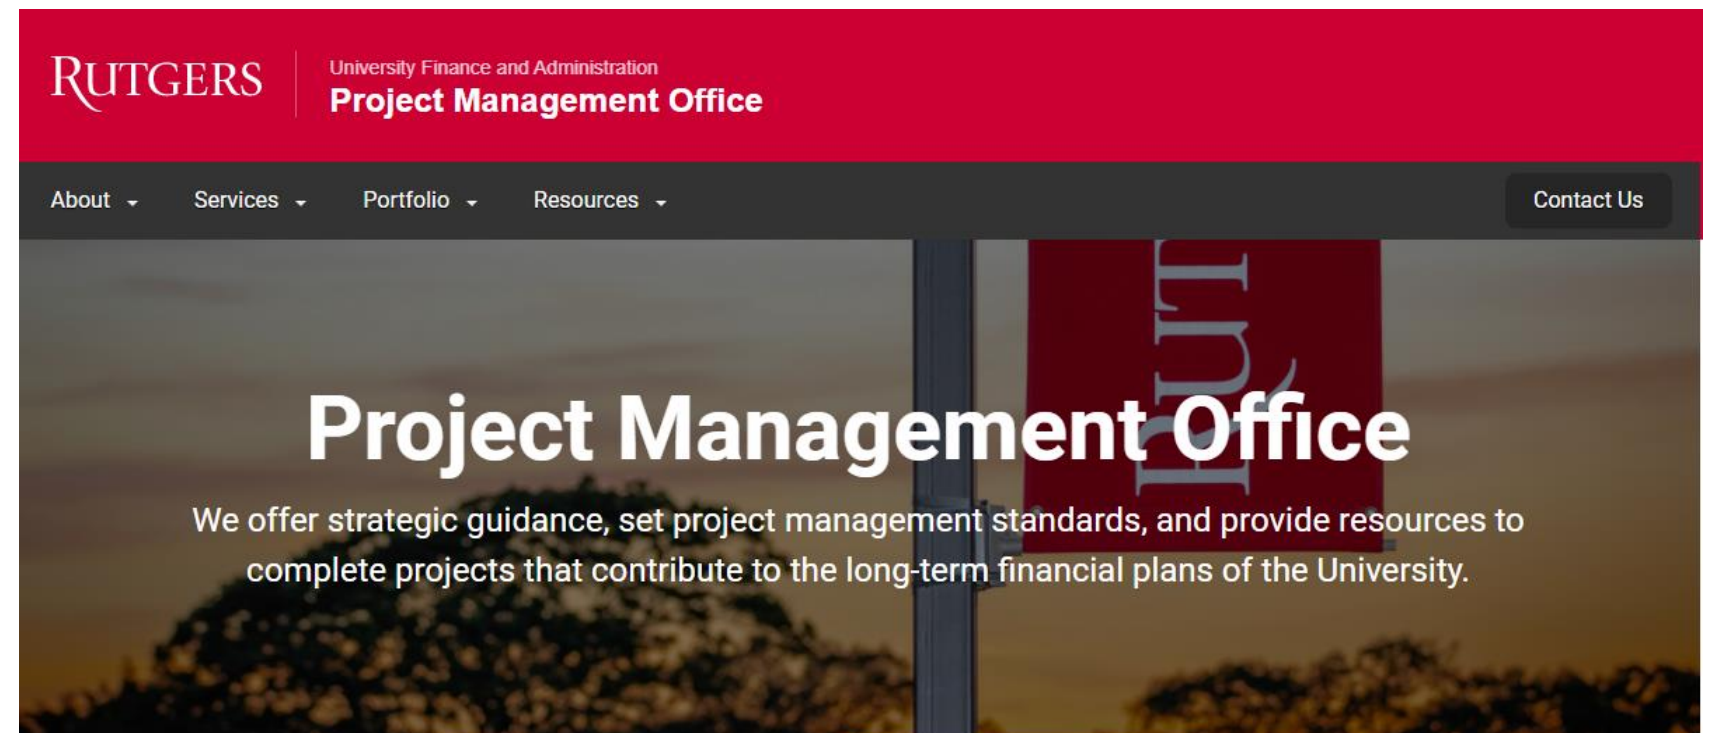 RUTGERS
University Finance and Administration
Project Management Office
About
Services
Portfolio
Resources
Contact Us
RUT
Project Management Office
We offer strategic guidance, set project management standards, and provide resources to
complete projects that contribute to the long-term financial plans of the University.